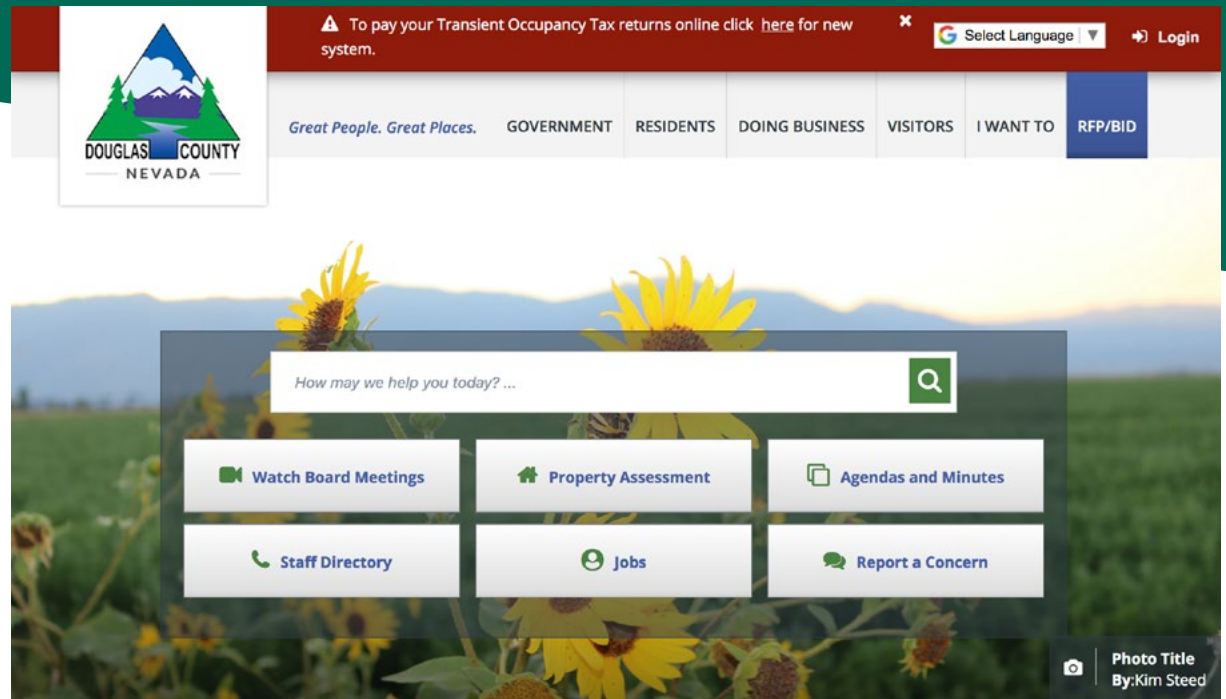 To pay your Transient Occupancy Tax returns online click here for new
system.
Select Language
Login
DOUGLAS COUNTY
NEVADA
Great People. Great Places.
GOVERNMENT
RESIDENTS
DOING BUSINESS
VISITORS
I WANT TO
RFP/BID
How may we help you today? ...
Watch Board Meetings
Property Assessment
Agendas and Minutes
Staff Directory
Jobs
Report a Concern
Photo Title
By:Kim Steed